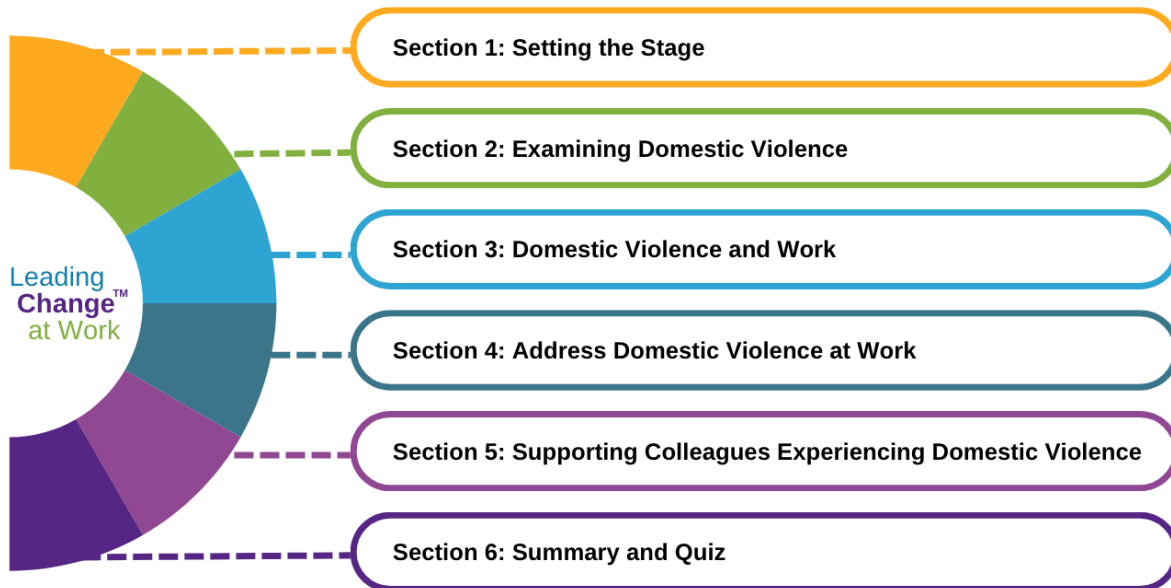 Section 1: Setting the Stage
Section 2: Examining Domestic Violence
Section 3: Domestic Violence and Work
Leading
Change™
at Work
Section 4: Address Domestic Violence at Work
Section 5: Supporting Colleagues Experiencing Domestic Violence
Section 6: Summary and Quiz